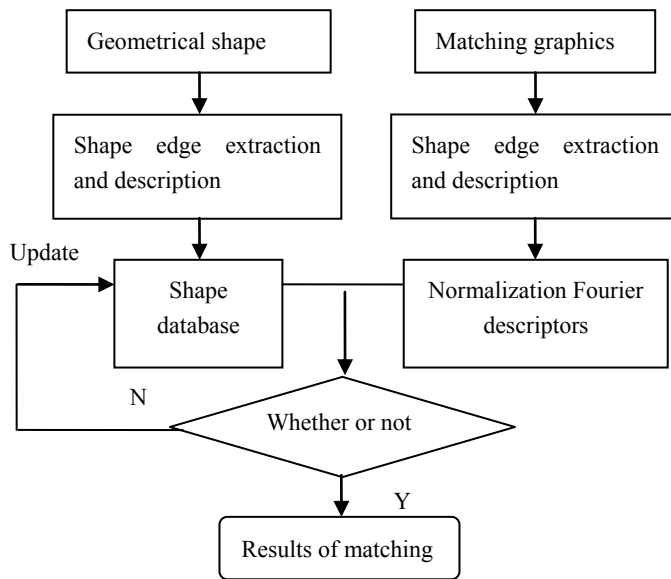 Geometrical shape
Matching graphics
Shape edge extraction
and description
Shape edge extraction
and description
Update
Shape
database
Normalization Fourier
descriptors
N
Whether or not
Y
Results of matching